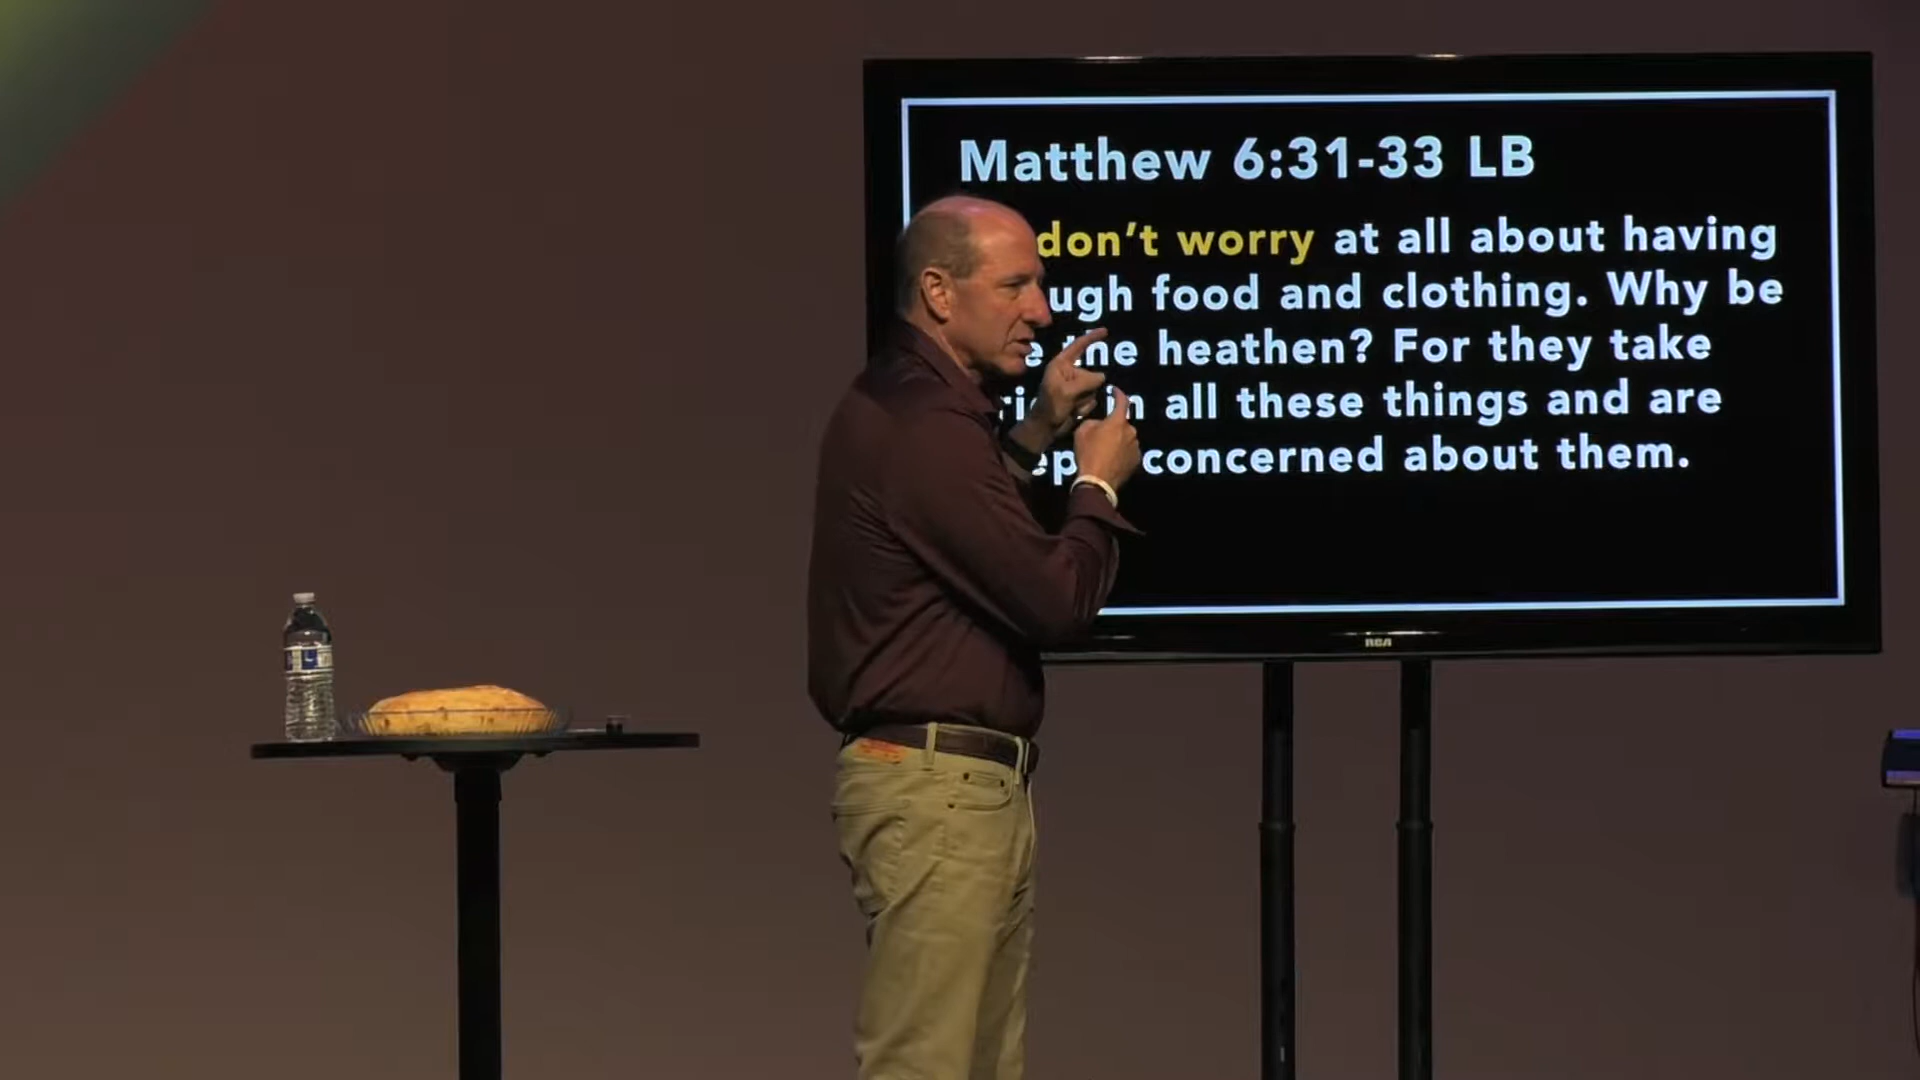 Matthew 6:31-33 LB
don't worry at all about having
food and clothing. Why be
the heathen? For they take
in all these things and are
concerned about them.
RCA